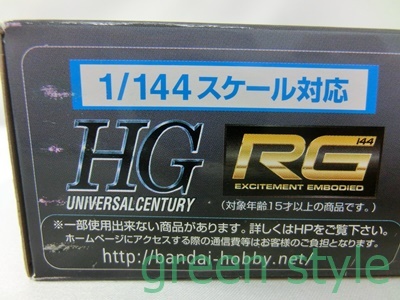 1/144スケール対応
HG
UNIVERSALCENTURY
RG 144
EXCITEMENT EMBODIED
(対象年齢15才以上の商品です。)
※一部使用出来ない商品があります。詳しくはHPをご覧下さい。
ホームページにアクセスする際の通信費等はお客様のご負担となります。
http://bandai-hobby.net/
green style